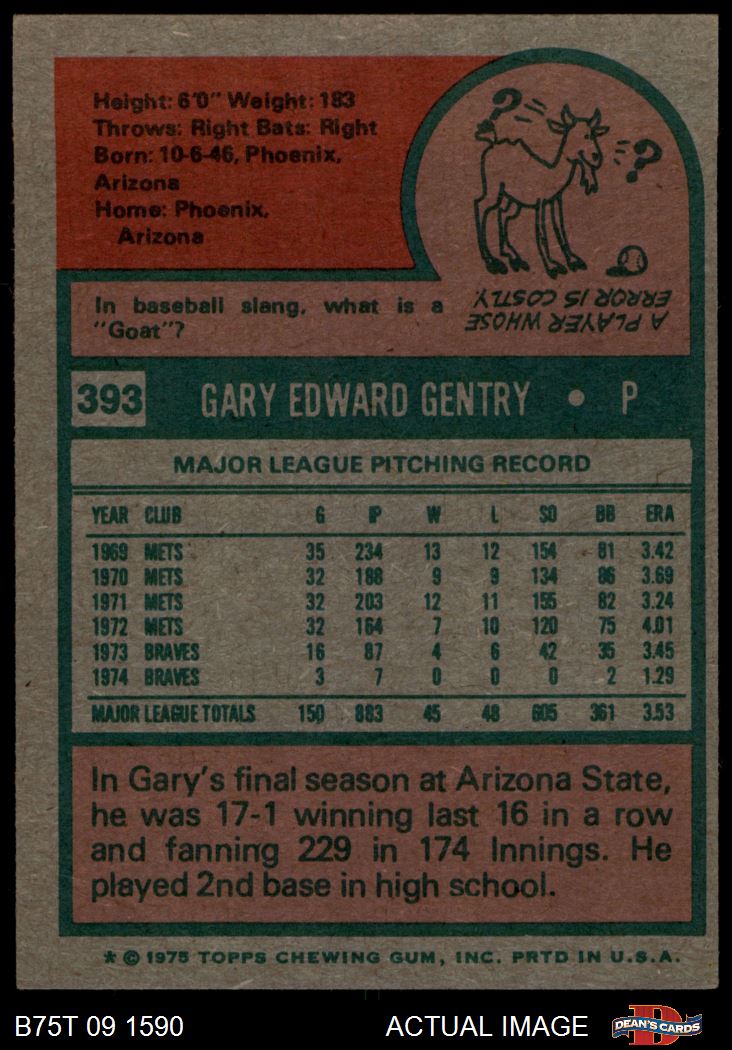 Height: 6'0" Weight: 183
Throws: Right Bats: Right
Born: 10-6-46, Phoenix,
Arizona
Home: Phoenix,
Arizona
? ?
In baseball slang, what is a
"Goat"?
A PLAYER WHOSE
ERROR IS COSTLY.
393 GARY EDWARD GENTRY • P
MAJOR LEAGUE PITCHING RECORD
YEAR CLUB G IP W L SO BB ERA
1969 METS 35 234 13 12 154 81 3.42
1970 METS 32 188 9 9 134 86 3.69
1971 METS 32 203 12 11 155 82 3.24
1972 METS 32 164 7 10 120 75 4.01
1973 BRAVES 16 87 4 6 42 35 3.45
1974 BRAVES 3 7 0 0 0 2 1.29
MAJOR LEAGUE TOTALS 150 883 45 48 605 361 3.53
In Gary's final season at Arizona State,
he was 17-1 winning last 16 in a row
and fanning 229 in 174 Innings. He
played 2nd base in high school.
* © 1975 TOPPS CHEWING GUM, INC. PRTD IN U.S.A.
B75T 09 1590 ACTUAL IMAGE D DEAN'S CARDS